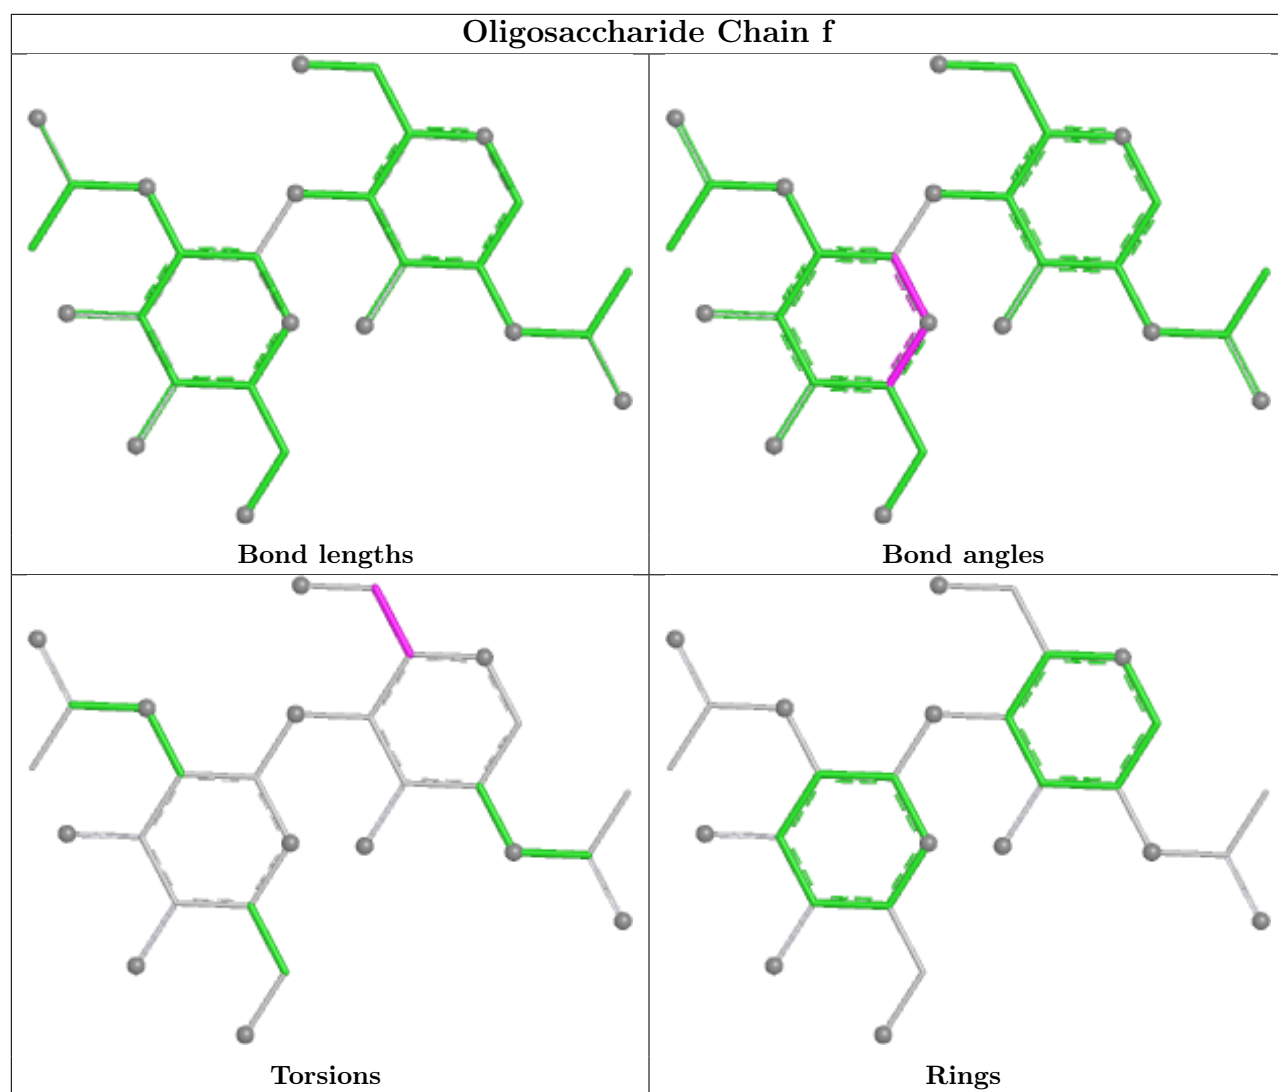 Oligosaccharide Chain f
Bond lengths
Bond angles
Torsions
Rings